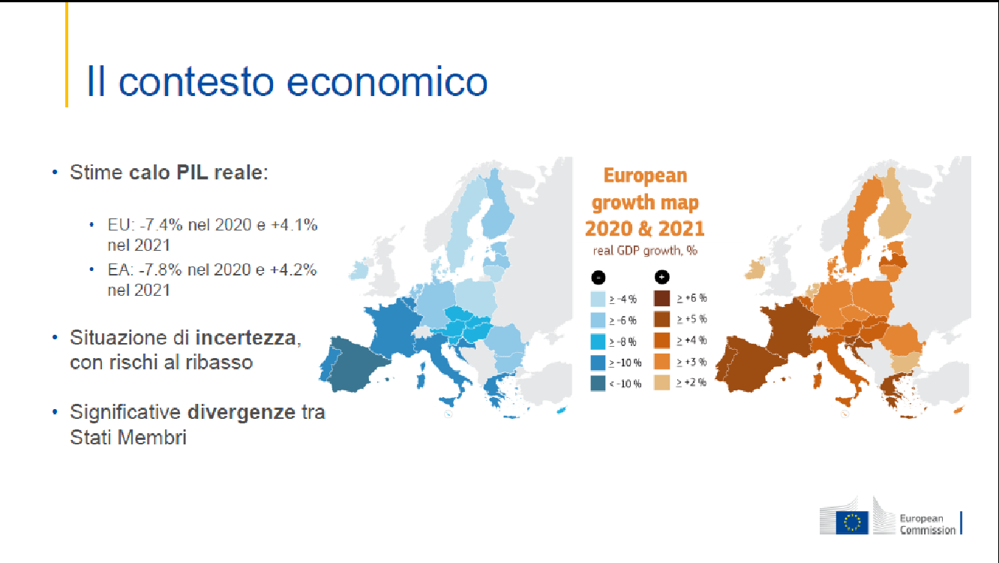 Il contesto economico
• Stime calo PIL reale:
• EU: -7.4% nel 2020 e +4.1%
nel 2021
• EA: -7.8% nel 2020 e +4.2%
nel 2021
• Situazione di incertezza,
con rischi al ribasso
• Significative divergenze tra
Stati Membri
European
growth map
2020 & 2021
real GDP growth, %
- +
≥ -4 % ≥ +6 %
≥ -6 % ≥ +5 %
≥ -8 % ≥ +4 %
≥ -10 % ≥ +3 %
< -10 % ≥ +2 %
European
Commission